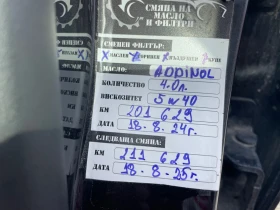 СМЯНА НА
МАСЛО
И ФИЛТРИ
СМЕНЕН ФИЛТЪР:
МАСЛЕН ГОРИВЕН ВЪЗДУШЕН КУПЕ
МАСЛО: ADDINOL
КОЛИЧЕСТВО 4.0л.
ВИСКОЗИТЕТ 5w40
КМ 201 629
ДАТА 18-8-24г.
СЛЕДВАЩА СМЯНА:
КМ 211 629
ДАТА 18-8-25г.